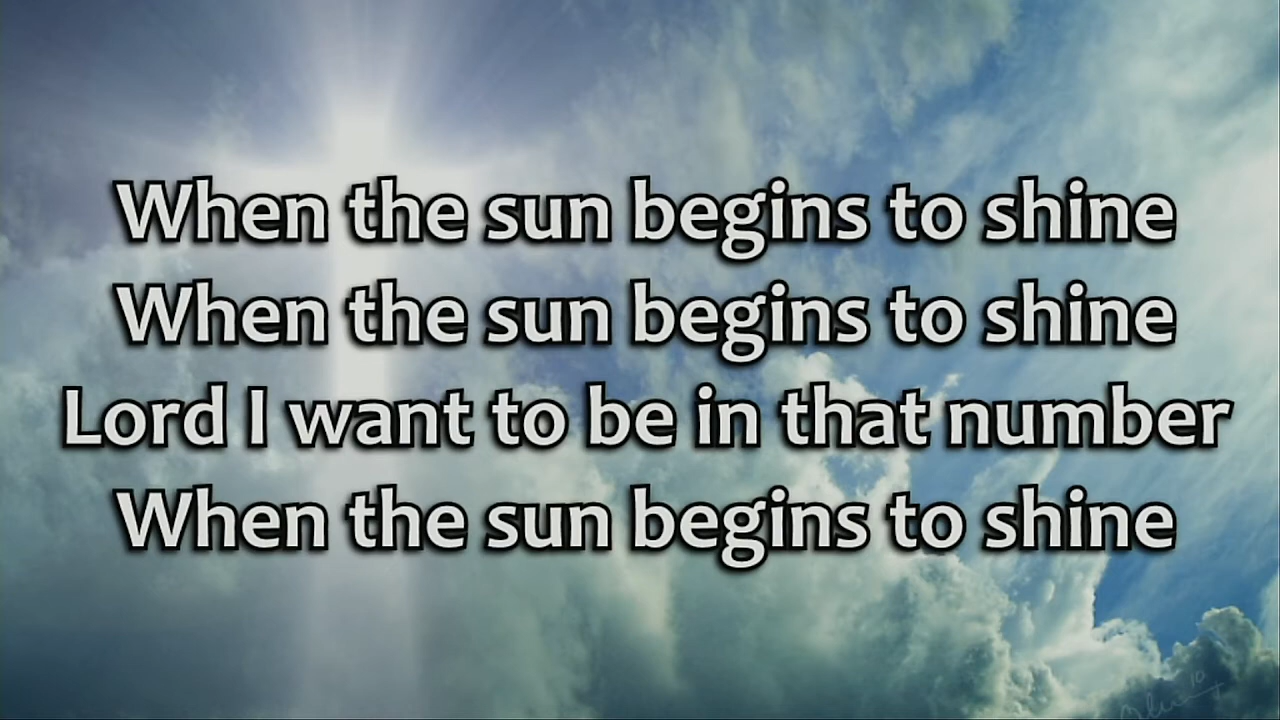 When the sun begins to shine
When the sun begins to shine
Lord I want to be in that number
When the sun begins to shine